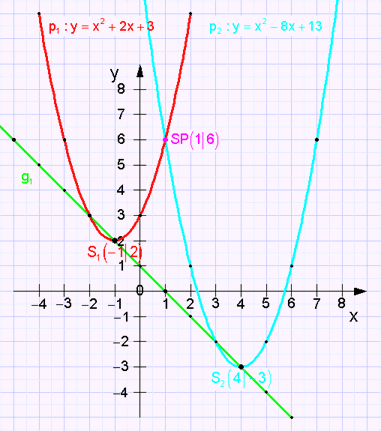 p₁ : y = x² + 2x + 3
p₂ : y = x² − 8x + 13
y
8
7
6
SP(1|6)
5
g₁
4
3
2
S₁(−1|2)
1
−4 −3 −2 −1 0 1 2 3 4 5 6 7 8
x
−1
−2
−3
S₂(4|−3)
−4